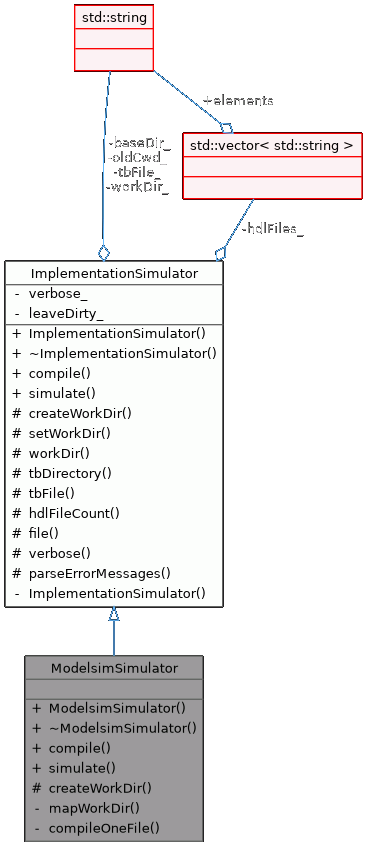 std::string
+elements
-baseDir_
-oldCwd_
-tbFile_
-workDir_
std::vector< std::string >
-hdlFiles_
ImplementationSimulator
- verbose_
- leaveDirty_
+ ImplementationSimulator()
+ ~ImplementationSimulator()
+ compile()
+ simulate()
# createWorkDir()
# setWorkDir()
# workDir()
# tbDirectory()
# tbFile()
# hdlFileCount()
# file()
# verbose()
# parseErrorMessages()
- ImplementationSimulator()
ModelsimSimulator
+ ModelsimSimulator()
+ ~ModelsimSimulator()
+ compile()
+ simulate()
# createWorkDir()
- mapWorkDir()
- compileOneFile()